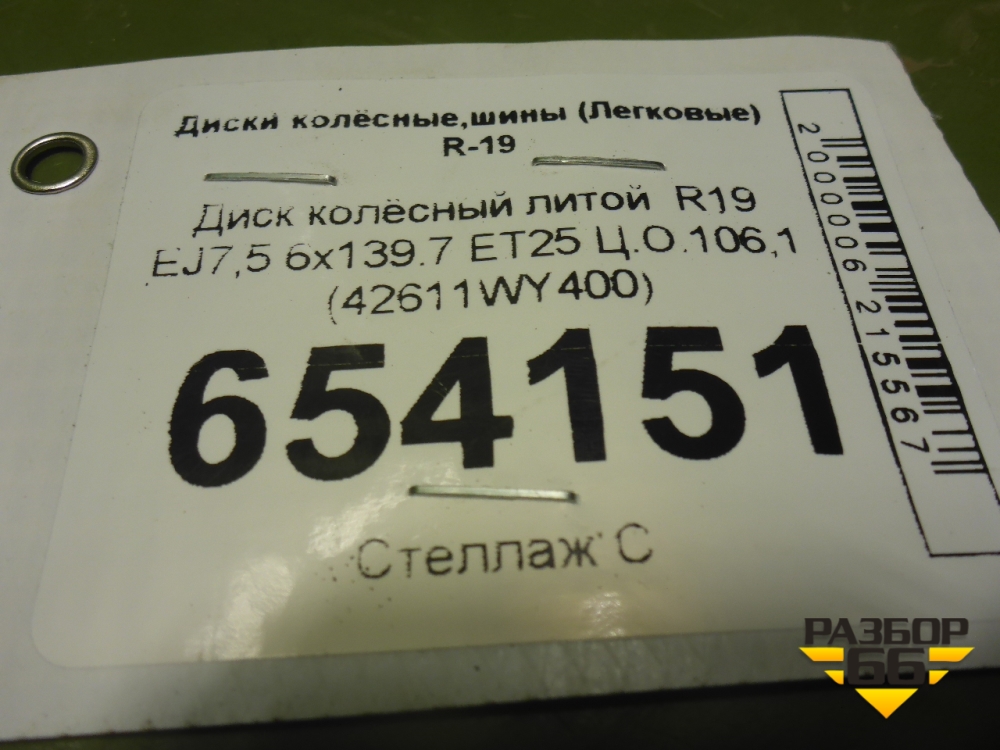 Диски колёсные,шины (Легковые)
R-19
Диск колёсный литой R19
EJ7,5 6x139.7 ET25 Ц.О.106,1
(42611WY400)
654151
Стеллаж С
2000006215567
РАЗБОР
66